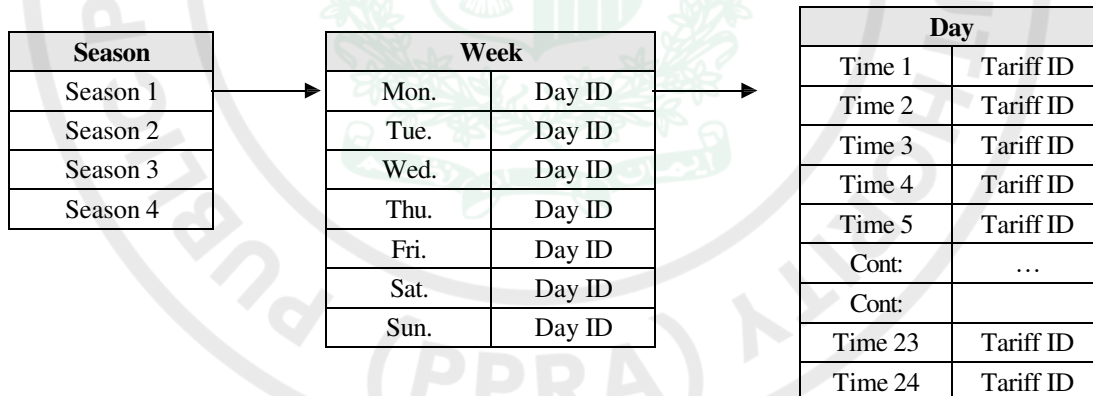 Season
Season 1
Season 2
Season 3
Season 4
Week
Mon. Day ID
Tue. Day ID
Wed. Day ID
Thu. Day ID
Fri. Day ID
Sat. Day ID
Sun. Day ID
Day
Time 1 Tariff ID
Time 2 Tariff ID
Time 3 Tariff ID
Time 4 Tariff ID
Time 5 Tariff ID
Cont: …
Cont:
Time 23 Tariff ID
Time 24 Tariff ID
(PPRA)